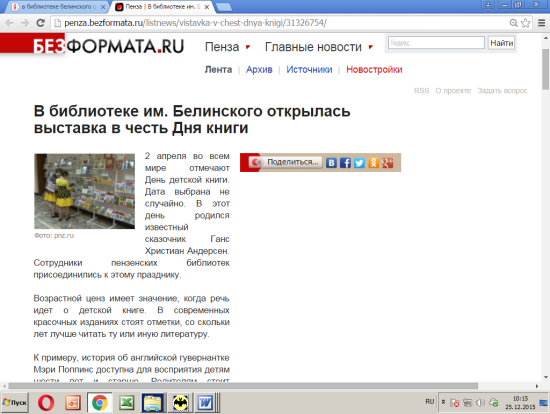 в библиотеке белинского о
Пенза | В библиотеке им. Б
penza.bezformata.ru/listnews/vistavka-v-chest-dnya-knigi/31326754/
БЕЗФОРМАТА.RU
Пенза
Главные новости
Яндекс
Найти
Лента | Архив | Источники | Новостройки
RSS О проекте Задать вопрос
В библиотеке им. Белинского открылась
выставка в честь Дня книги
Поделиться...
2 апреля во всем
мире отмечают
День детской книги.
Дата выбрана не
случайно. В этот
день родился
известный
сказочник Ганс
Христиан Андерсен.
Фото: pnz.ru
Сотрудники пензенских библиотек
присоединились к этому празднику.
Возрастной ценз имеет значение, когда речь
идет о детской книге. В современных
красочных изданиях стоят отметки, со скольки
лет лучше читать ту или иную литературу.
К примеру, история об английской гувернантке
Мэри Поппинс доступна для восприятия детям
шести лет и старше. Родителям стоит
Пуск
RU
10:15
25.12.2015